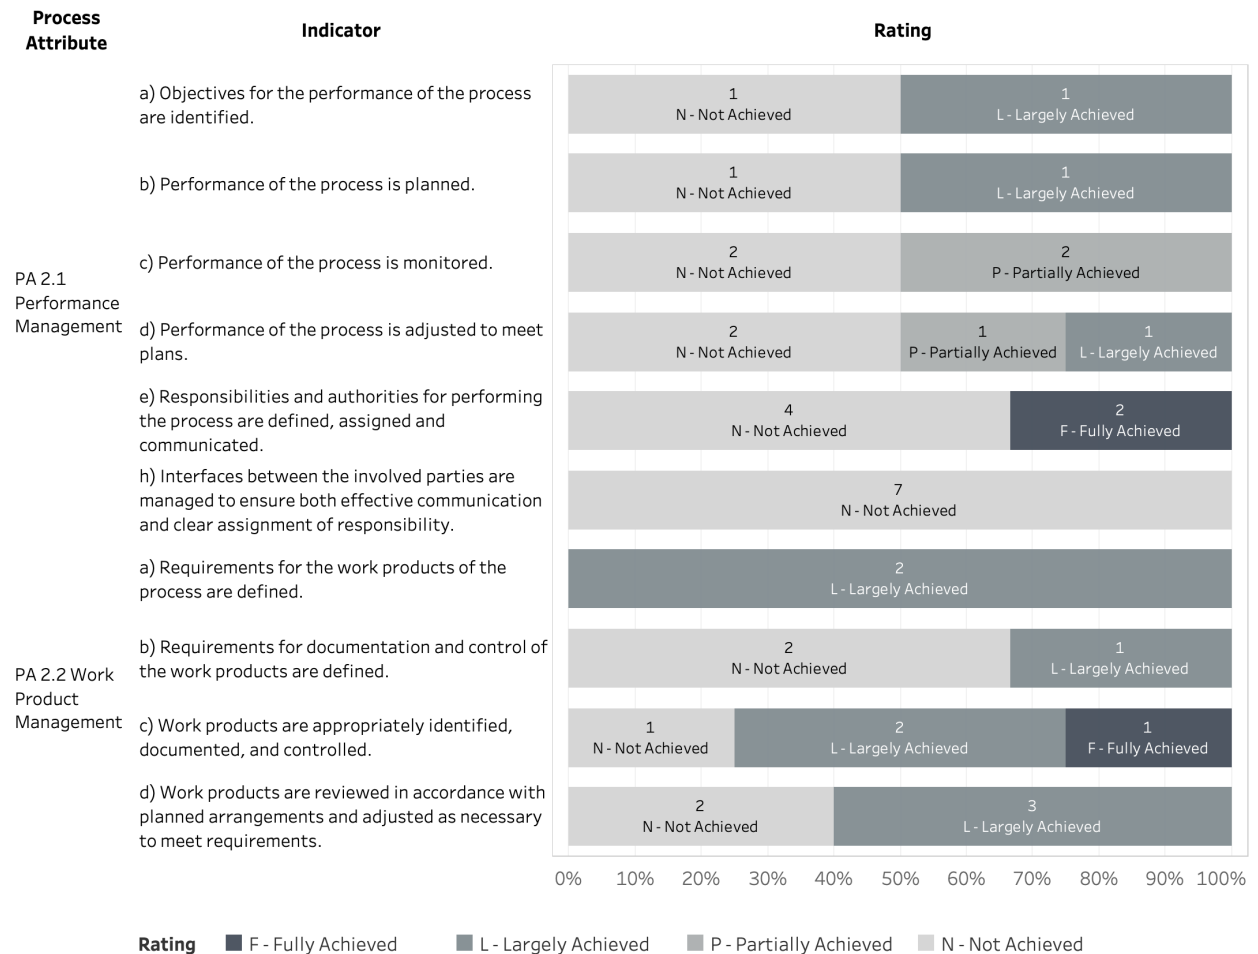 Process
Attribute
Indicator
Rating
PA 2.1
Performance
Management
a) Objectives for the performance of the process
are identified.
1
N - Not Achieved
1
L - Largely Achieved
b) Performance of the process is planned.
1
N - Not Achieved
1
L - Largely Achieved
c) Performance of the process is monitored.
2
N - Not Achieved
2
P - Partially Achieved
d) Performance of the process is adjusted to meet
plans.
2
N - Not Achieved
1
P - Partially Achieved
1
L - Largely Achieved
e) Responsibilities and authorities for performing
the process are defined, assigned and
communicated.
4
N - Not Achieved
2
F - Fully Achieved
h) Interfaces between the involved parties are
managed to ensure both effective communication
and clear assignment of responsibility.
7
N - Not Achieved
PA 2.2 Work
Product
Management
a) Requirements for the work products of the
process are defined.
2
L - Largely Achieved
b) Requirements for documentation and control of
the work products are defined.
2
N - Not Achieved
1
L - Largely Achieved
c) Work products are appropriately identified,
documented, and controlled.
1
N - Not Achieved
2
L - Largely Achieved
1
F - Fully Achieved
d) Work products are reviewed in accordance with
planned arrangements and adjusted as necessary
to meet requirements.
2
N - Not Achieved
3
L - Largely Achieved
0% 10% 20% 30% 40% 50% 60% 70% 80% 90% 100%
Rating F - Fully Achieved L - Largely Achieved P - Partially Achieved N - Not Achieved